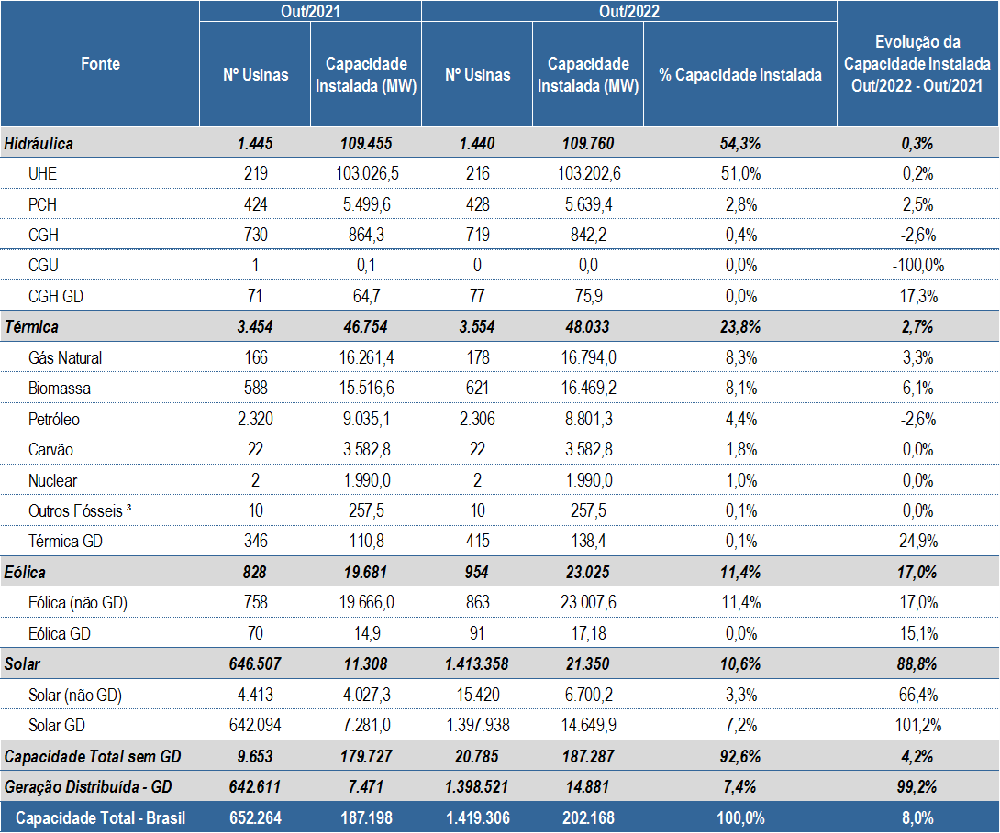 Fonte
Out/2021
Out/2022
Evolução da
Capacidade Instalada
Out/2022 - Out/2021
Nº Usinas
Capacidade
Instalada (MW)
Nº Usinas
Capacidade
Instalada (MW)
% Capacidade Instalada
Hidráulica 1.445 109.455 1.440 109.760 54,3% 0,3%
UHE 219 103.026,5 216 103.202,6 51,0% 0,2%
PCH 424 5.499,6 428 5.639,4 2,8% 2,5%
CGH 730 864,3 719 842,2 0,4% -2,6%
CGU 1 0,1 0 0,0 0,0% -100,0%
CGH GD 71 64,7 77 75,9 0,0% 17,3%
Térmica 3.454 46.754 3.554 48.033 23,8% 2,7%
Gás Natural 166 16.261,4 178 16.794,0 8,3% 3,3%
Biomassa 588 15.516,6 621 16.469,2 8,1% 6,1%
Petróleo 2.320 9.035,1 2.306 8.801,3 4,4% -2,6%
Carvão 22 3.582,8 22 3.582,8 1,8% 0,0%
Nuclear 2 1.990,0 2 1.990,0 1,0% 0,0%
Outros Fósseis ³ 10 257,5 10 257,5 0,1% 0,0%
Térmica GD 346 110,8 415 138,4 0,1% 24,9%
Eólica 828 19.681 954 23.025 11,4% 17,0%
Eólica (não GD) 758 19.666,0 863 23.007,6 11,4% 17,0%
Eólica GD 70 14,9 91 17,18 0,0% 15,1%
Solar 646.507 11.308 1.413.358 21.350 10,6% 88,8%
Solar (não GD) 4.413 4.027,3 15.420 6.700,2 3,3% 66,4%
Solar GD 642.094 7.281,0 1.397.938 14.649,9 7,2% 101,2%
Capacidade Total sem GD 9.653 179.727 20.785 187.287 92,6% 4,2%
Geração Distribuída - GD 642.611 7.471 1.398.521 14.881 7,4% 99,2%
Capacidade Total - Brasil 652.264 187.198 1.419.306 202.168 100,0% 8,0%